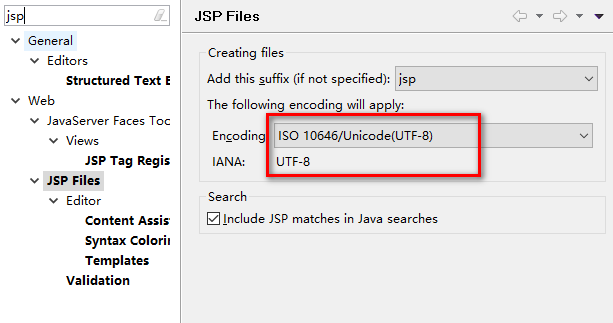 jsp
General
Editors
Structured Text E
Web
JavaServer Faces Too
Views
JSP Tag Regis
JSP Files
Editor
Content Assis
Syntax Colorin
Templates
Validation
JSP Files
Creating files
Add this suffix (if not specified): jsp
The following encoding will apply:
Encoding ISO 10646/Unicode(UTF-8)
IANA: UTF-8
Search
Include JSP matches in Java searches